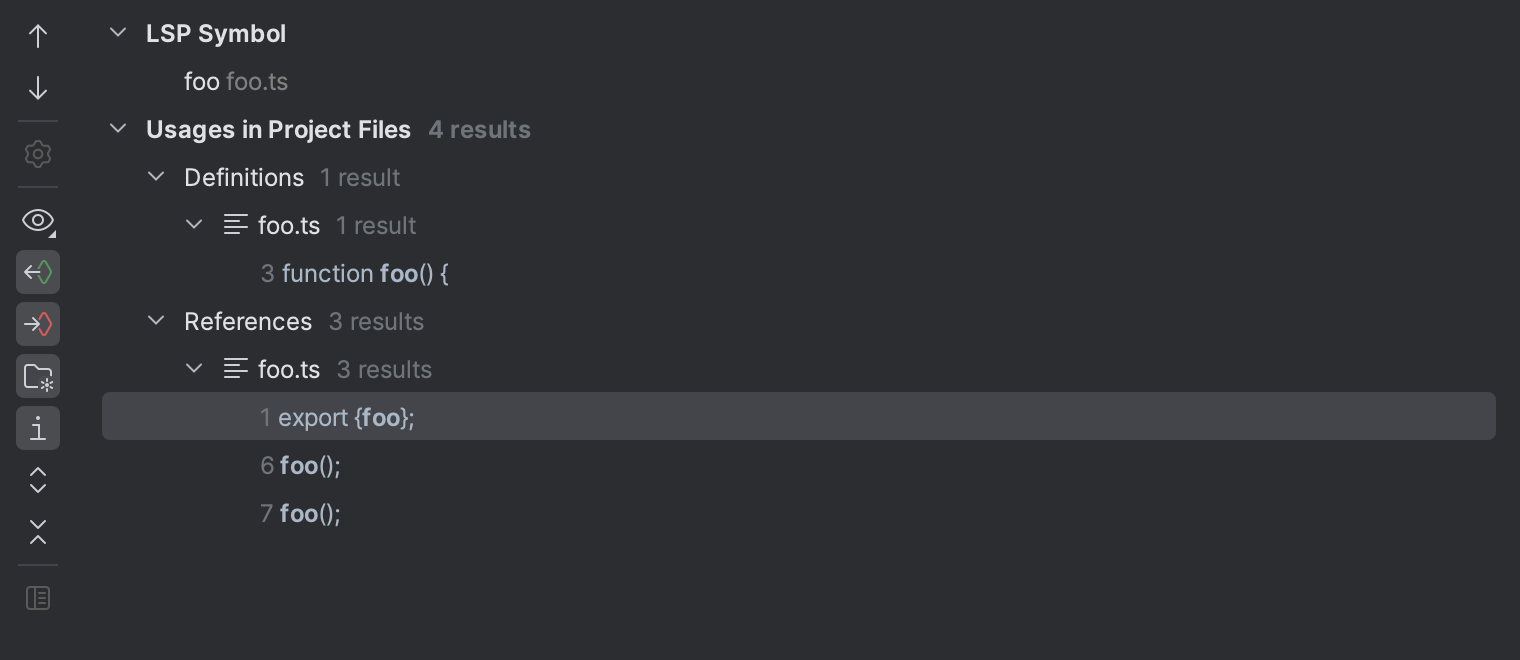 LSP Symbol
foo foo.ts
Usages in Project Files 4 results
Definitions 1 result
foo.ts 1 result
3 function foo() {
References 3 results
foo.ts 3 results
1 export {foo};
6 foo();
7 foo();